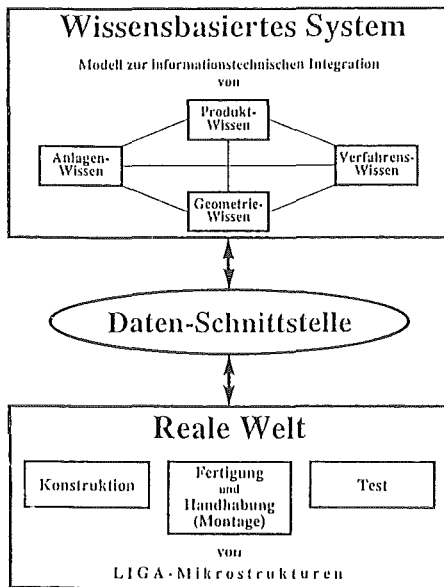 Wissensbasiertes System
Modell zur informationstechnischen Integration
von
Produkt-
Wissen
Anlagen-
Wissen
Verfahrens-
Wissen
Geometrie-
Wissen
Daten-Schnittstelle
Reale Welt
Konstruktion
Fertigung
und
Handhabung
(Montage)
Test
von
LIGA-Mikrostrukturen